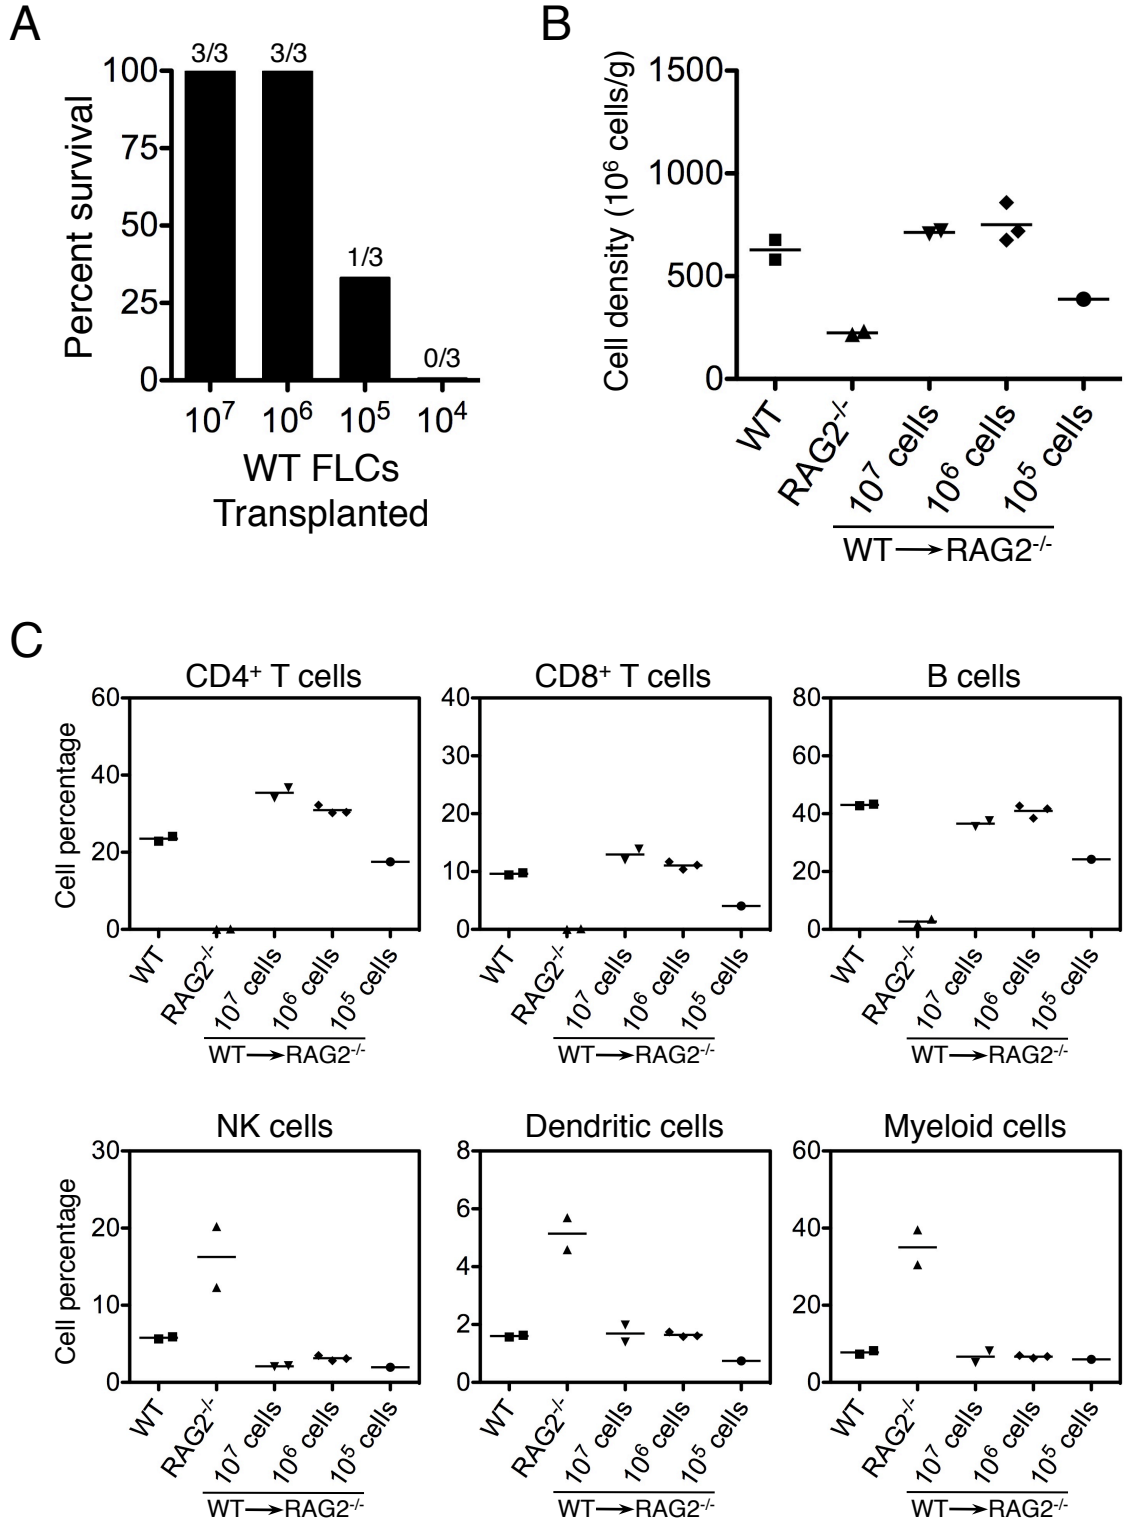 A
3/3 3/3
100
75
1/3
50
25
0/3
0
Percent survival
10⁷ 10⁶ 10⁵ 10⁴
WT FLCs
Transplanted
B
1500
1000
500
0
Cell density (10⁶ cells/g)
WT RAG2-/- 10⁷ cells 10⁶ cells 10⁵ cells
WT→RAG2-/-
C
CD4⁺ T cells
60
40
20
0
Cell percentage
WT RAG2-/- 10⁷ cells 10⁶ cells 10⁵ cells
WT→RAG2-/-
CD8⁺ T cells
40
30
20
10
0
WT RAG2-/- 10⁷ cells 10⁶ cells 10⁵ cells
WT→RAG2-/-
B cells
80
60
40
20
0
WT RAG2-/- 10⁷ cells 10⁶ cells 10⁵ cells
WT→RAG2-/-
NK cells
30
20
10
0
Cell percentage
WT RAG2-/- 10⁷ cells 10⁶ cells 10⁵ cells
WT→RAG2-/-
Dendritic cells
8
6
4
2
0
WT RAG2-/- 10⁷ cells 10⁶ cells 10⁵ cells
WT→RAG2-/-
Myeloid cells
60
40
20
0
WT RAG2-/- 10⁷ cells 10⁶ cells 10⁵ cells
WT→RAG2-/-